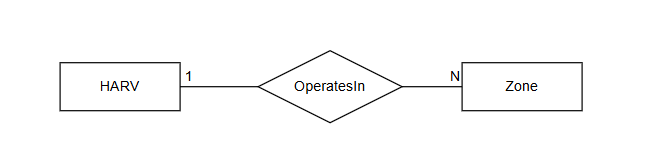 HARV
1
OperatesIn
N
Zone